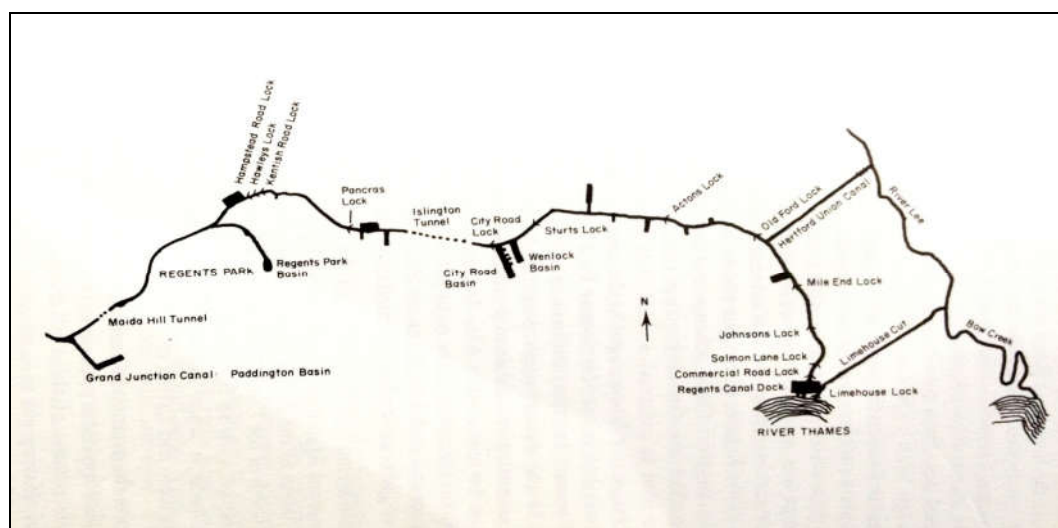 Hampstead Road Lock
Hawleys Lock
Kentish Road Lock
Pancras
Lock
Islington
Tunnel
City Road
Lock
Sturts Lock
Actons Lock
Old Ford Lock
Hertford Union Canal
River Lee
REGENTS PARK
Regents Park
Basin
City Road
Basin
Wenlock
Basin
Mile End Lock
N
Maida Hill Tunnel
Johnsons Lock
Limehouse Cut
Bow Creek
Salmon Lane Lock
Commercial Road Lock
Regents Canal Dock
Grand Junction Canal
Paddington Basin
Limehouse Lock
RIVER THAMES